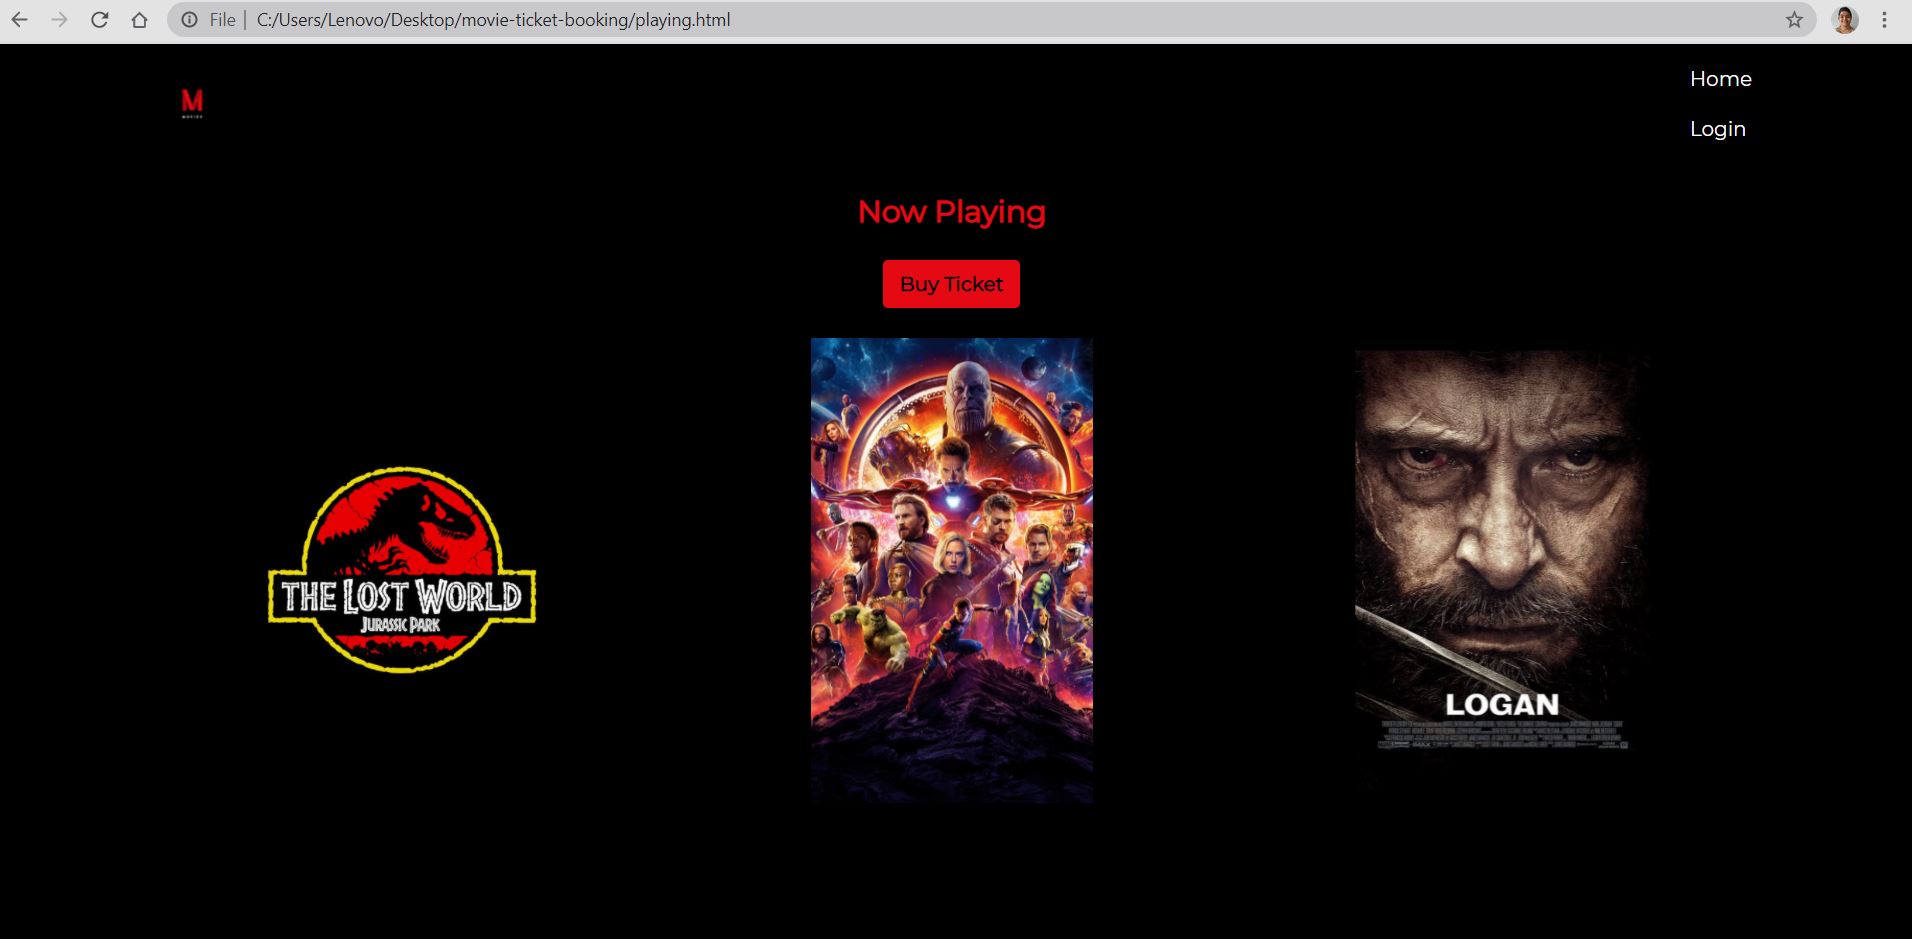 File | C:/Users/Lenovo/Desktop/movie-ticket-booking/playing.html
M
MOVIES
Home
Login
Now Playing
Buy Ticket
THE LOST WORLD
JURASSIC PARK
LOGAN